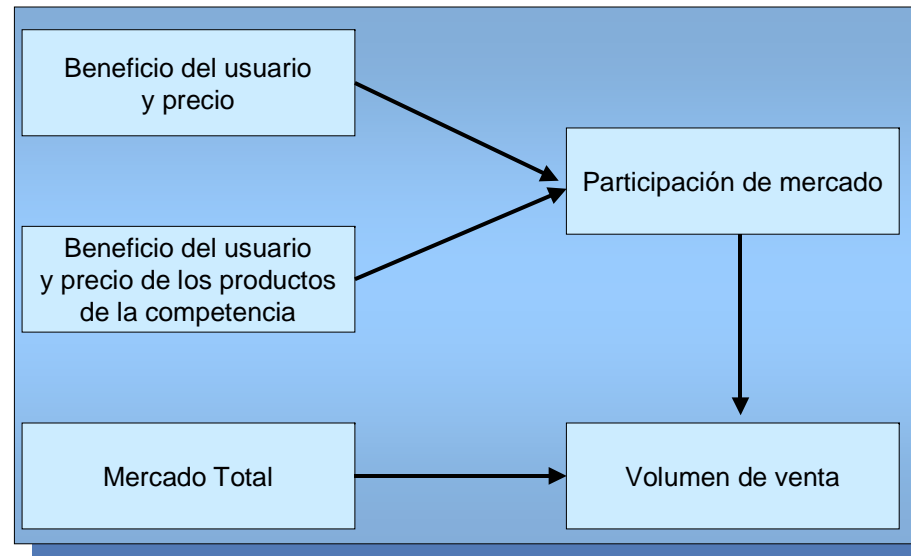 Beneficio del usuario
y precio
Participación de mercado
Beneficio del usuario
y precio de los productos
de la competencia
Mercado Total
Volumen de venta